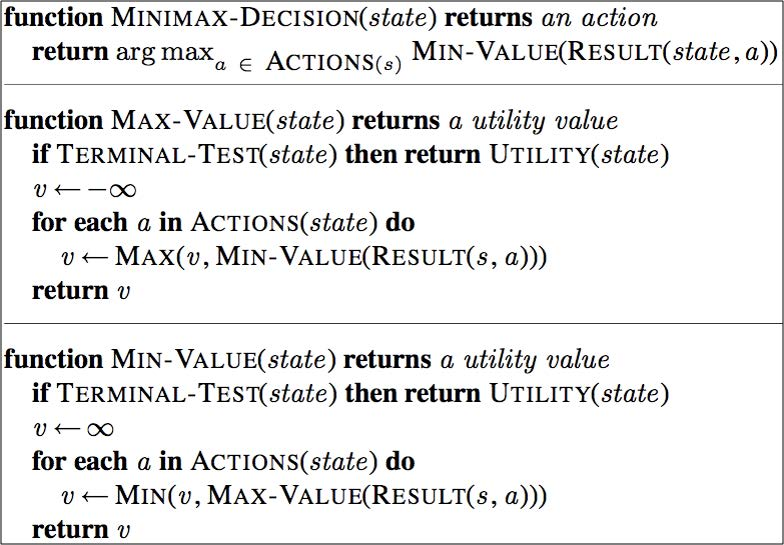 function MINIMAX-DECISION(state) returns an action
return arg max a ∈ ACTIONS(s) MIN-VALUE(RESULT(state, a))
function MAX-VALUE(state) returns a utility value
if TERMINAL-TEST(state) then return UTILITY(state)
v ← −∞
for each a in ACTIONS(state) do
v ← MAX(v, MIN-VALUE(RESULT(s, a)))
return v
function MIN-VALUE(state) returns a utility value
if TERMINAL-TEST(state) then return UTILITY(state)
v ← ∞
for each a in ACTIONS(state) do
v ← MIN(v, MAX-VALUE(RESULT(s, a)))
return v